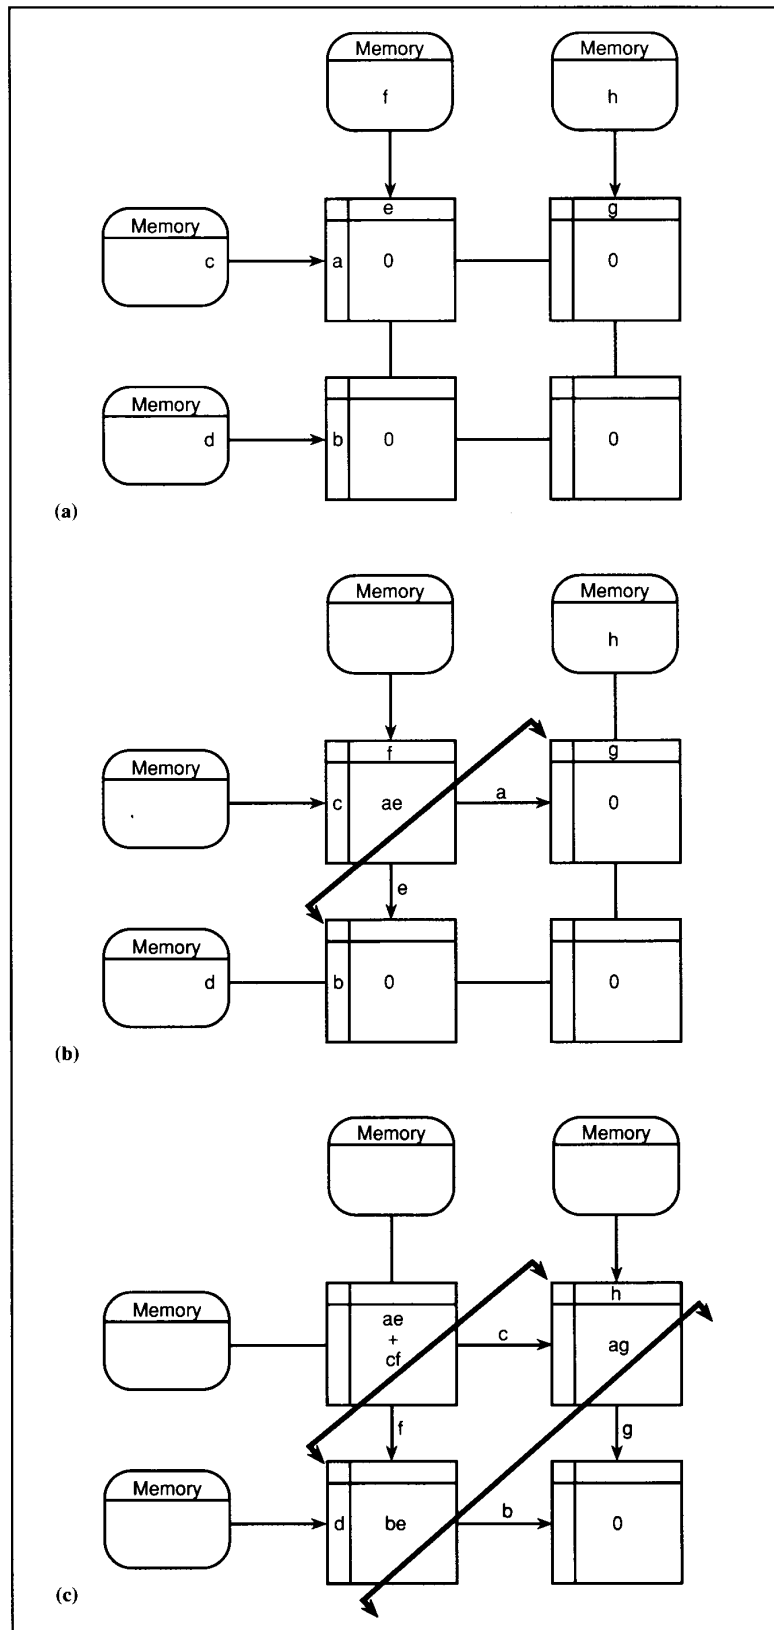 Memory Memory
f h
e g
Memory
c a 0 0
Memory
d b 0 0
(a)
Memory Memory
h
f g
Memory
c ae a 0
e
Memory
d b 0 0
(b)
Memory Memory
h
Memory
ae
+
cf
c
ag
f g
Memory
d be b 0
(c)